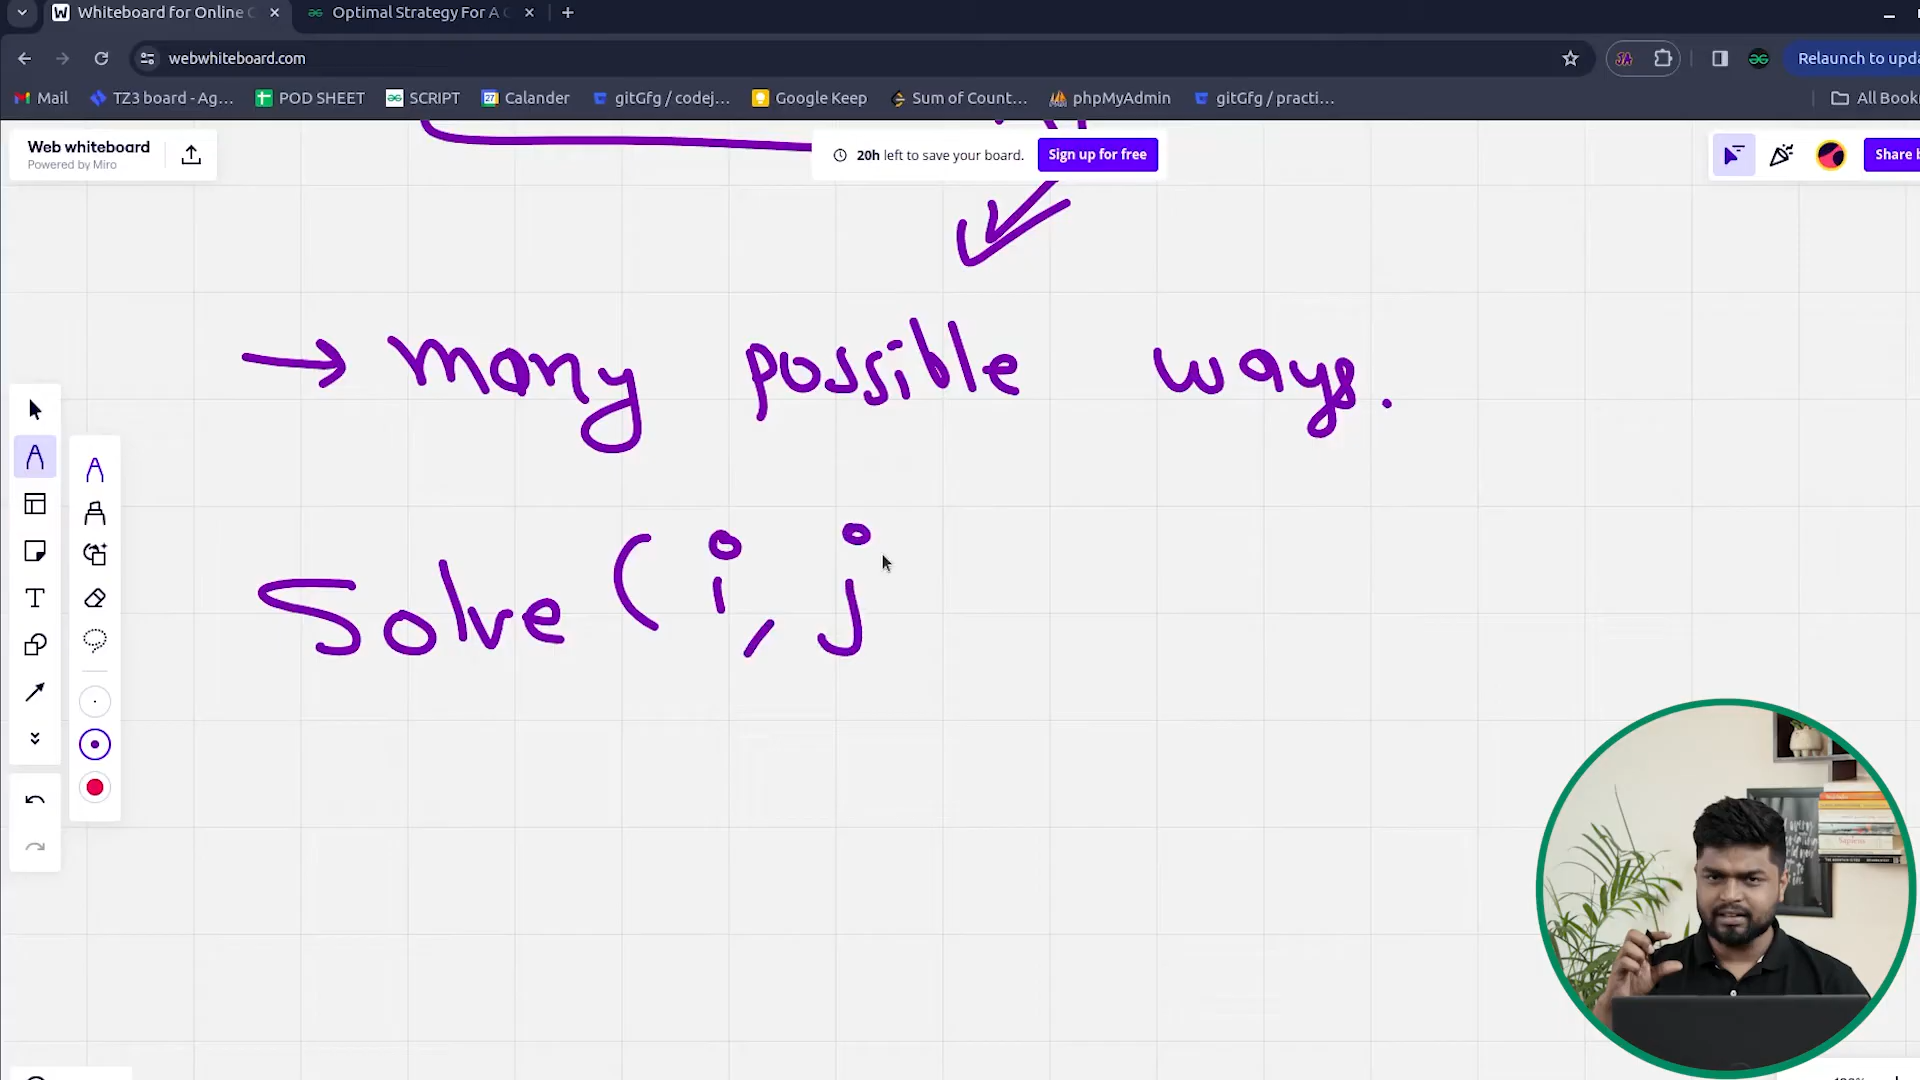 Whiteboard for Online C
Optimal Strategy For A G
webwhiteboard.com
Relaunch to upda
Mail
TZ3 board - Ag...
POD SHEET
SCRIPT
Calander
gitGfg / codej...
Google Keep
Sum of Count...
phpMyAdmin
gitGfg / practi...
All Book
Web whiteboard
Powered by Miro
20h left to save your board.
Sign up for free
Share b
→ many possible ways.
Solve ( i, j